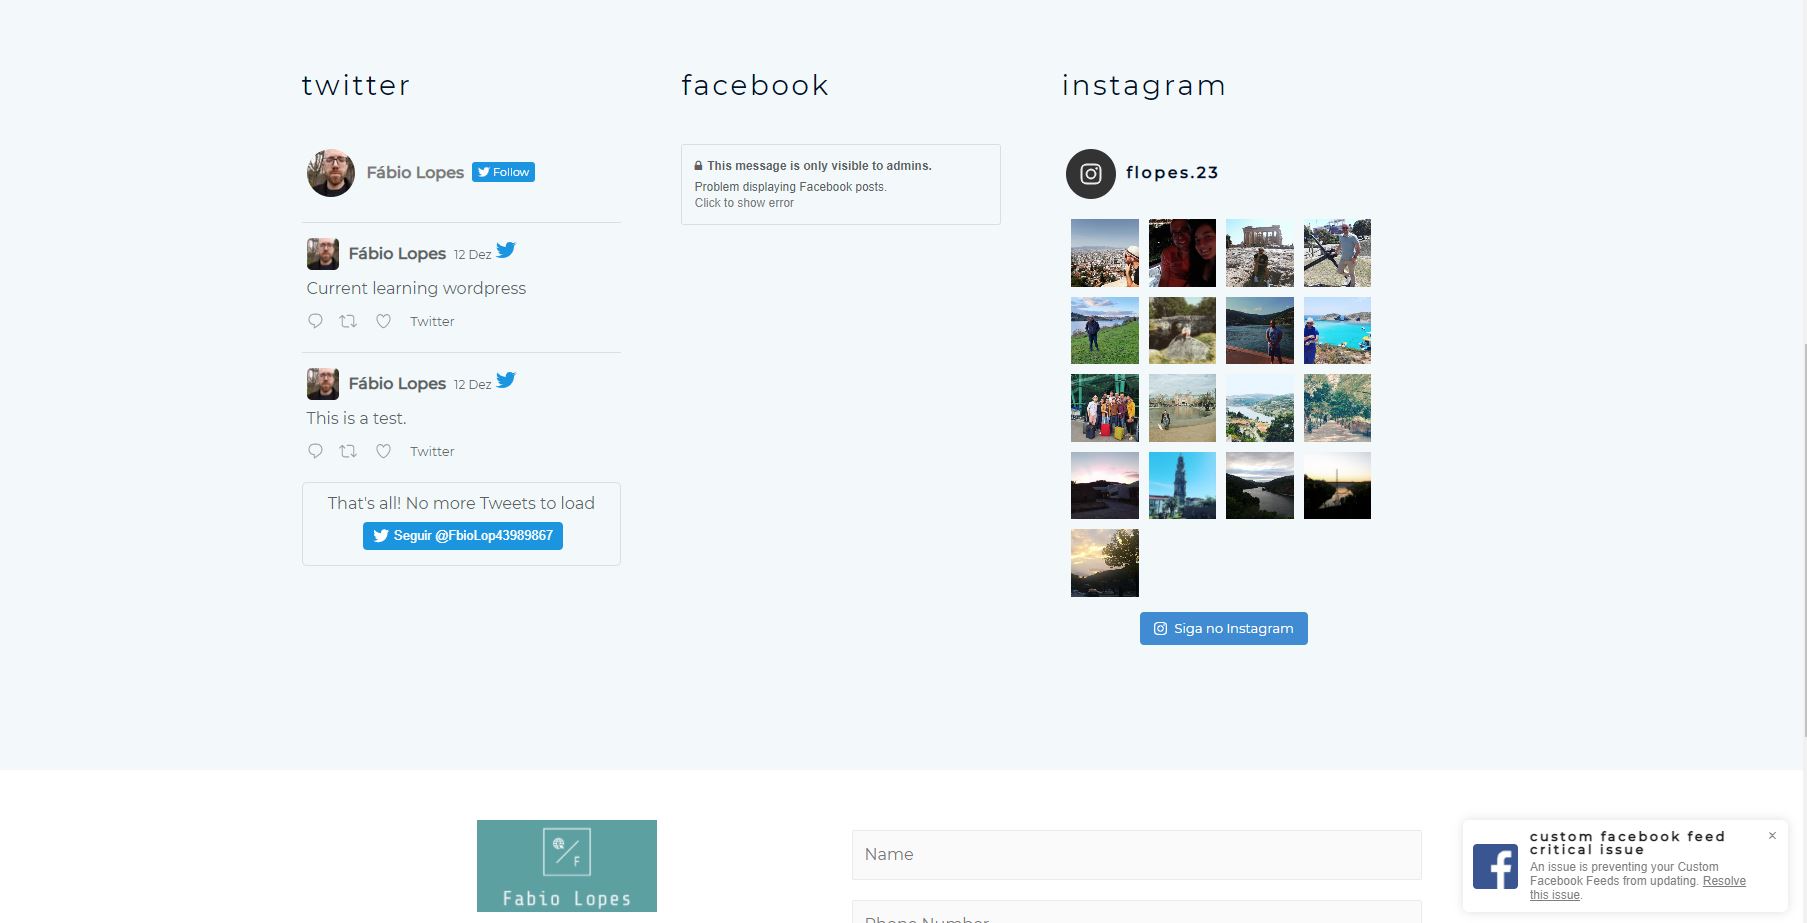 twitter
Fábio Lopes Follow
Fábio Lopes 12 Dez
Current learning wordpress
Twitter
Fábio Lopes 12 Dez
This is a test.
Twitter
That's all! No more Tweets to load
Seguir @FbioLop43989867
facebook
This message is only visible to admins.
Problem displaying Facebook posts.
Click to show error
instagram
flopes.23
Siga no Instagram
F
Fabio Lopes
Name
Phone Number
custom facebook feed
critical issue
An issue is preventing your Custom
Facebook Feeds from updating. Resolve
this issue.
×